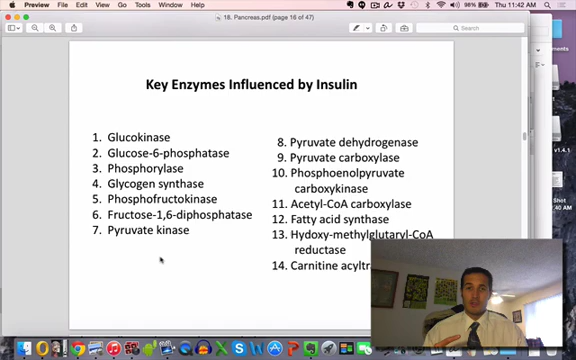 Preview File Edit View Go Tools Window Help
98%
Thu 11:42 AM
18. Pancreas.pdf (page 16 of 47)
Search
Key Enzymes Influenced by Insulin
1. Glucokinase
2. Glucose-6-phosphatase
3. Phosphorylase
4. Glycogen synthase
5. Phosphofructokinase
6. Fructose-1,6-diphosphatase
7. Pyruvate kinase
8. Pyruvate dehydrogenase
9. Pyruvate carboxylase
10. Phosphoenolpyruvate
carboxykinase
11. Acetyl-CoA carboxylase
12. Fatty acid synthase
13. Hydoxy-methylglutaryl-CoA
reductase
14. Carnitine acyltr